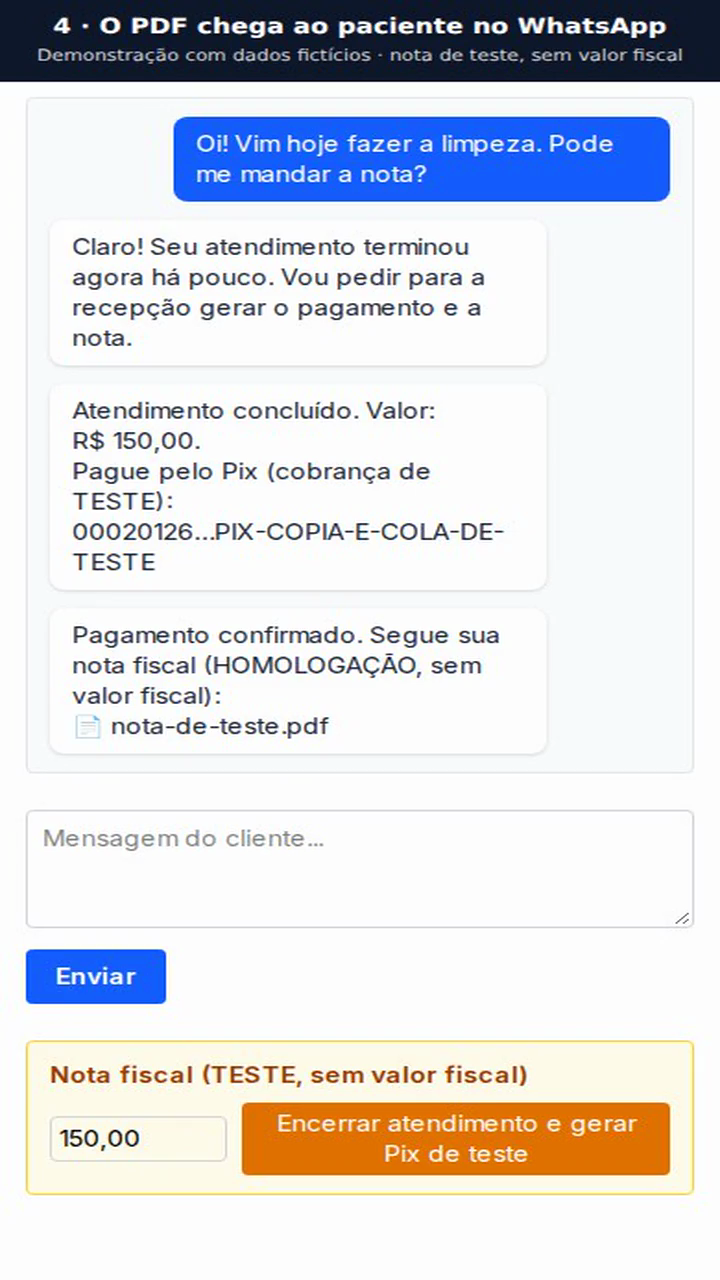 4 · O PDF chega ao paciente no WhatsApp
Demonstração com dados fictícios · nota de teste, sem valor fiscal
Oi! Vim hoje fazer a limpeza. Pode
me mandar a nota?
Claro! Seu atendimento terminou
agora há pouco. Vou pedir para a
recepção gerar o pagamento e a
nota.
Atendimento concluído. Valor:
R$ 150,00.
Pague pelo Pix (cobrança de
TESTE):
00020126...PIX-COPIA-E-COLA-DE-
TESTE
Pagamento confirmado. Segue sua
nota fiscal (HOMOLOGAÇÃO, sem
valor fiscal):
📄 nota-de-teste.pdf
Mensagem do cliente...
Enviar
Nota fiscal (TESTE, sem valor fiscal)
150,00
Encerrar atendimento e gerar
Pix de teste